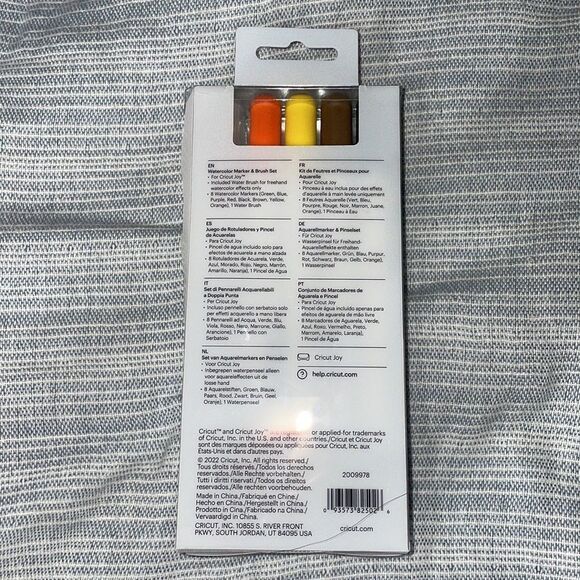 EN
Watercolor Marker & Brush Set
• For Cricut Joy™
• Included Water Brush for freehand
watercolor effects only
• 8 Watercolor Markers (Green, Blue,
Purple, Red, Black, Brown, Yellow,
Orange), 1 Water Brush
FR
Kit de Feutres et Pinceaux pour
Aquarelle
• Pour Cricut Joy
• Pinceau à eau inclus pour des effets
d'aquarelle à main levée uniquement
• 8 Feutres Aquarelle (Vert, Bleu,
Pourpre, Rouge, Noir, Marron, Juane,
Orange), 1 Pinceau à Eau
ES
Juego de Rotuladores y Pincel
de Acuarelas
• Para Cricut Joy
• Pincel de agua incluido solo para
efectos de acuarela a mano alzada
• 8 Rotuladores de Acuarela, Verde,
Azul, Morado, Rojo, Negro, Marrón,
Amarillo, Naranja), 1 Pincel de Agua
DE
Aquarellmarker & Pinselset
• Für Cricut Joy
• Wasserpinsel für Freihand-
Aquarelleffekte enthalten
• 8 Aquarellmarker, Grün, Blau, Purpur,
Rot, Schwarz, Braun, Gelb, Orange),
1 Wasserpinsel
IT
Set di Pennarelli Acquerellabili
a Doppia Punta
• Per Cricut Joy
• Incluso pennello con serbatoio solo
per effetti acquerello a mano libera
• 8 Pennarelli ad Acqua, Verde, Blu,
Viola, Rosso, Nero, Marrone, Giallo,
Arancione), 1 Pennello con
Serbatoio
PT
Conjunto de Marcadores de
Aguarela e Pincel
• Para Cricut Joy
• Pincel de água incluído apenas para
efeitos de aguarela de mão livre
• 8 Marcadores de Aguarela, Verde,
Azul, Roxo, Vermelho, Preto,
Marrom, Amarelo, Laranja),
1 Pincel de Agua
NL
Set van Aquarelmarkers en Penselen
• Voor Cricut Joy
• Inbegrepen waterpenseel alleen
voor aquareleffecten uit de
losse hand
• 8 Aquarelstiften, Groen, Blauw,
Paars, Rood, Zwart, Bruin, Geel,
Oranje), 1 Waterpenseel
Cricut Joy
help.cricut.com
Cricut™ and Cricut Joy™ or applied-for trademarks
of Cricut, Inc. in the U.S. and other countries./Cricut et Cricut Joy
sont des marques déposées ou appliquées pour Cricut, Inc. aux
États-Unis et dans d'autres pays.
© 2022 Cricut, Inc. All rights reserved./
Tous droits réservés/Todos los derechos
reservados./Alle Rechte vorbehalten./
Tutti i diritti riservati./Todos os direitos
reservados./Alle rechten voorbehouden.
2009978
Made in China./Fabriqué en Chine./
Hecho en China./Hergestellt in China./
Prodotto in Cina./Fabricado na China./
Vervaardigd in China.
0 93573 82502 6
CRICUT, INC. 10855 S. RIVER FRONT
PKWY, SOUTH JORDAN, UT 84095 USA
cricut.com